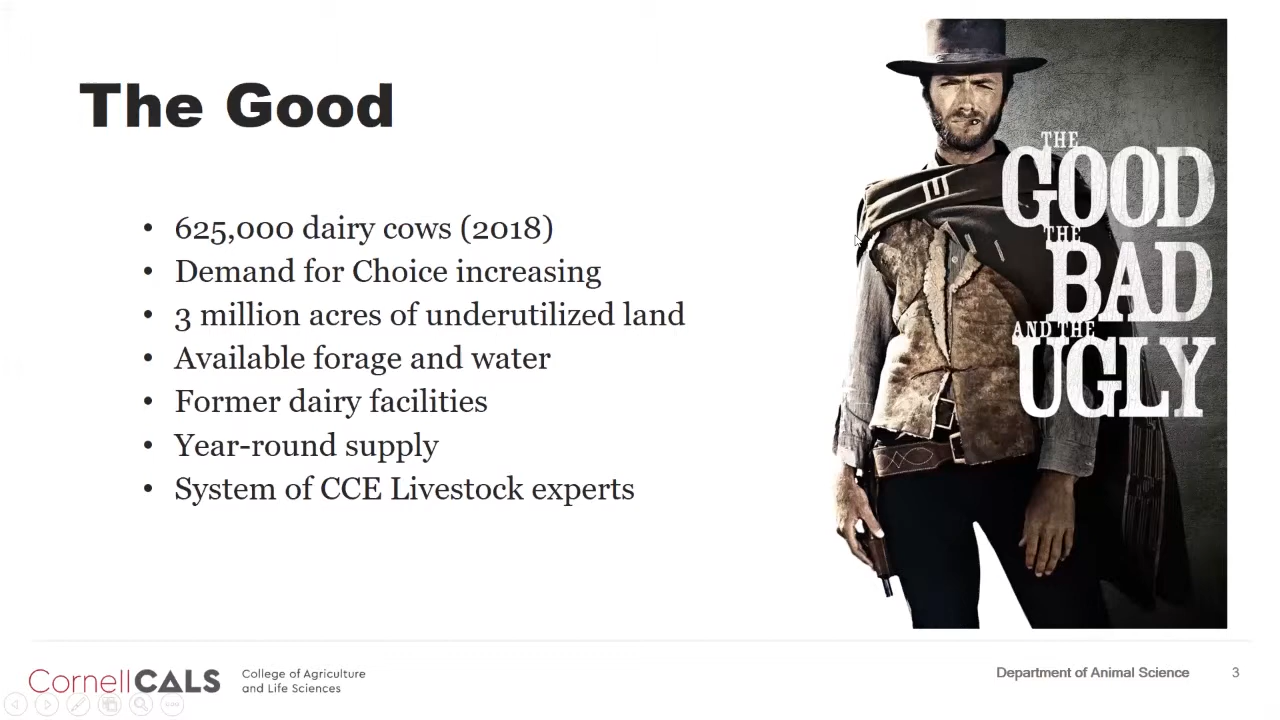 The Good
• 625,000 dairy cows (2018)
• Demand for Choice increasing
• 3 million acres of underutilized land
• Available forage and water
• Former dairy facilities
• Year-round supply
• System of CCE Livestock experts
THE
GOOD
THE
BAD
AND THE
UGLY
CornellCALS
College of Agriculture
and Life Sciences
Department of Animal Science 3